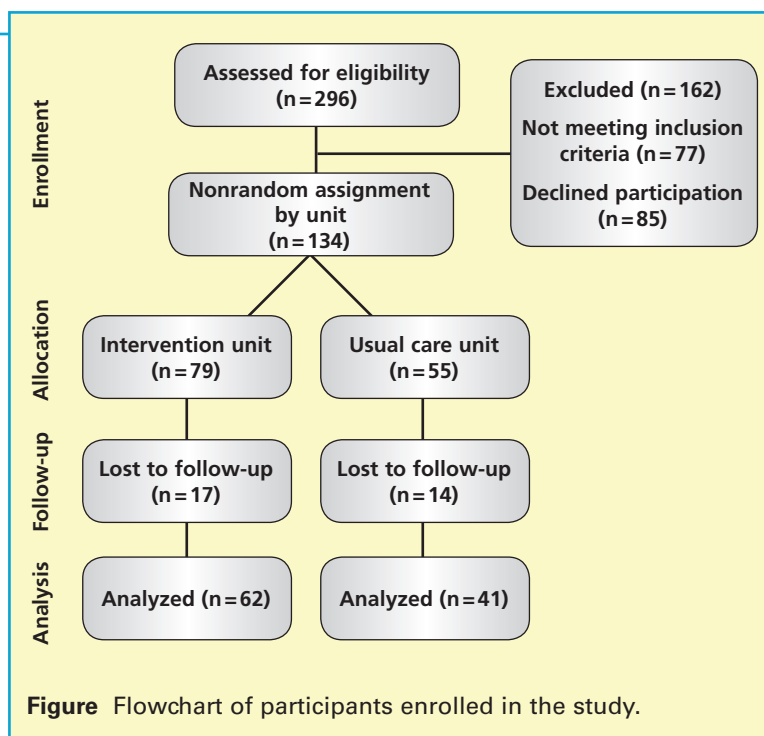 Enrollment
Assessed for eligibility
(n=296)
Excluded (n=162)
Not meeting inclusion
criteria (n=77)
Declined participation
(n=85)
Nonrandom assignment
by unit
(n=134)
Allocation
Intervention unit
(n=79)
Usual care unit
(n=55)
Follow-up
Lost to follow-up
(n=17)
Lost to follow-up
(n=14)
Analysis
Analyzed (n=62)
Analyzed (n=41)
Figure Flowchart of participants enrolled in the study.